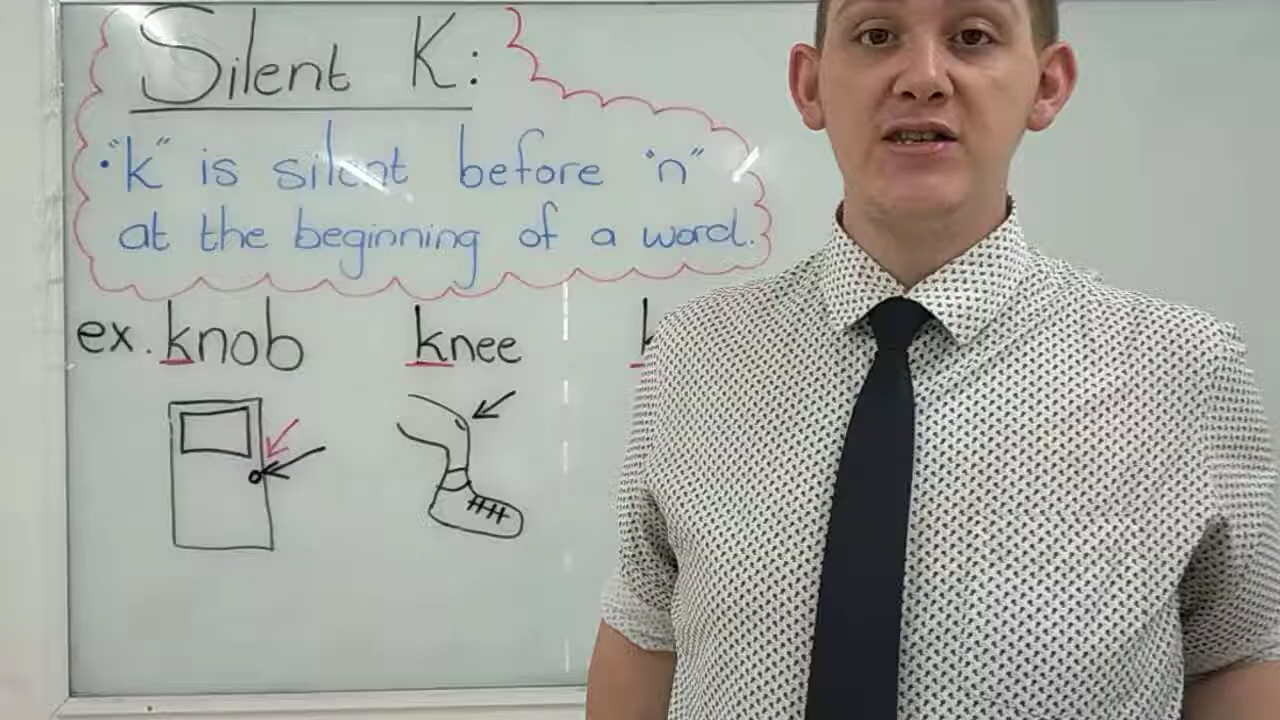 Silent K:
• "k" is silent before "n"
at the beginning of a word.
ex. knob knee k